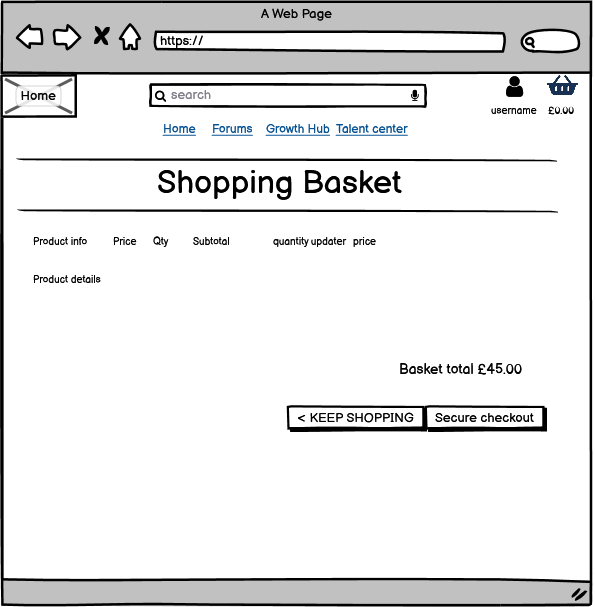 A Web Page
https://
Home
search
username £0.00
Home Forums Growth Hub Talent center
Shopping Basket
Product info Price Qty Subtotal quantity updater price
Product details
Basket total £45.00
< KEEP SHOPPING Secure checkout